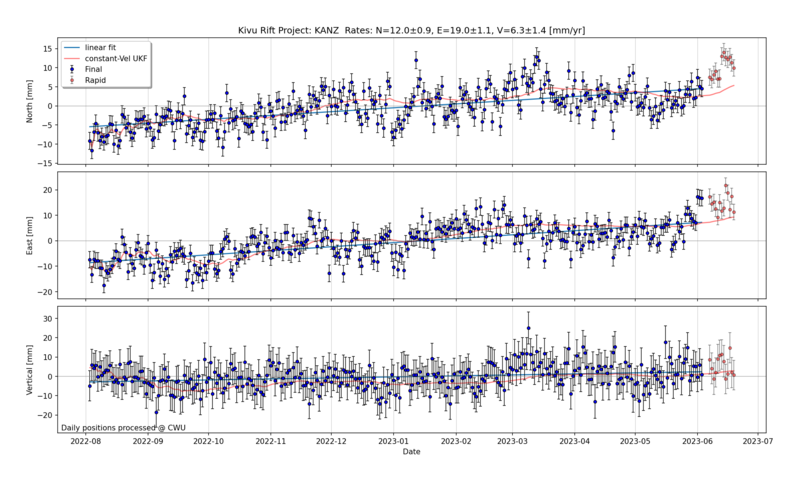 Kivu Rift Project: KANZ Rates: N=12.0±0.9, E=19.0±1.1, V=6.3±1.4 [mm/yr]
linear fit
constant-Vel UKF
Final
Rapid
North [mm]
15
10
5
0
−5
−10
−15
East [mm]
20
10
0
−10
−20
Vertical [mm]
30
20
10
0
−10
−20
Daily positions processed @ CWU
2022-08 2022-09 2022-10 2022-11 2022-12 2023-01 2023-02 2023-03 2023-04 2023-05 2023-06 2023-07
Date